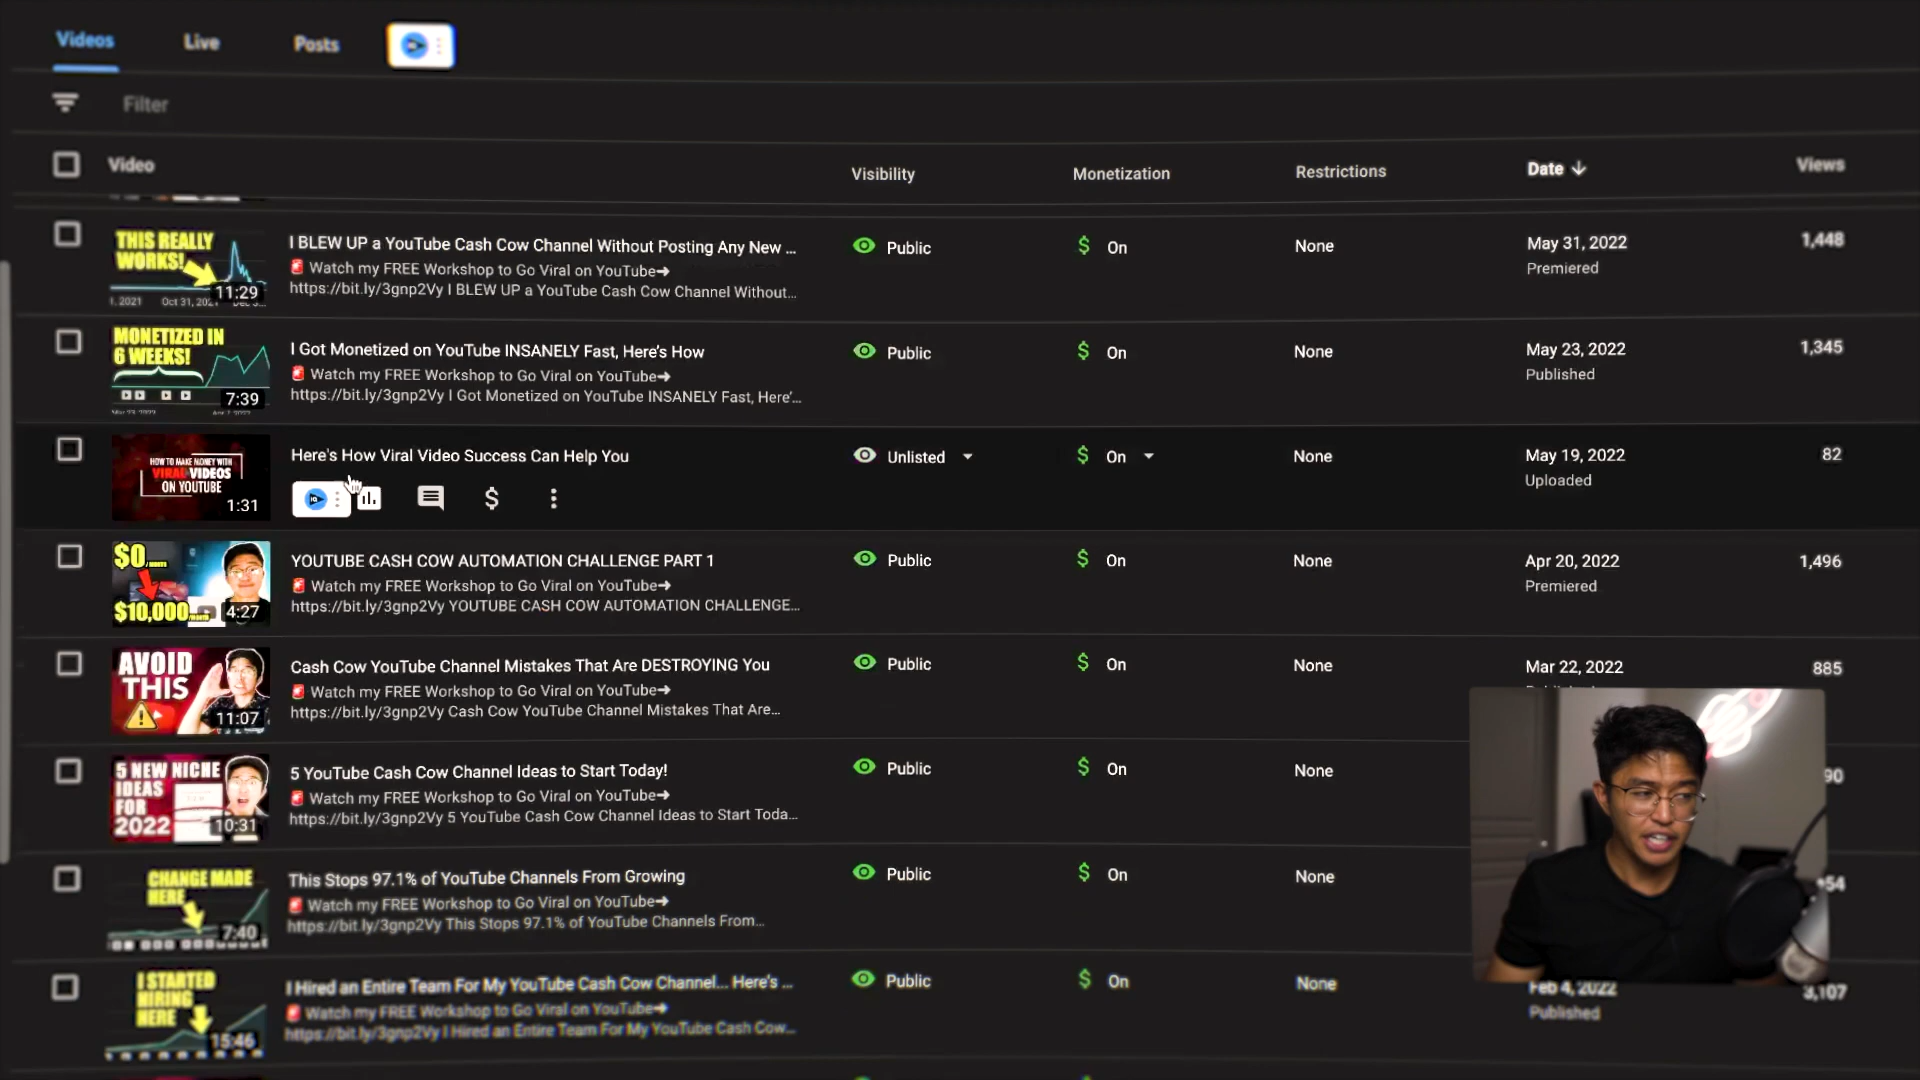 Videos Live Posts
Filter
Video Visibility Monetization Restrictions Date Views
THIS REALLY
WORKS!
11:29
, 2021 Oct 31, 202
I BLEW UP a YouTube Cash Cow Channel Without Posting Any New ...
🚨 Watch my FREE Workshop to Go Viral on YouTube➜
https://bit.ly/3gnp2Vy I BLEW UP a YouTube Cash Cow Channel Without...
Public $ On None May 31, 2022 1,448
Premiered
MONETIZED IN
6 WEEKS!
7:39
I Got Monetized on YouTube INSANELY Fast, Here's How
🚨 Watch my FREE Workshop to Go Viral on YouTube➜
https://bit.ly/3gnp2Vy I Got Monetized on YouTube INSANELY Fast, Here'...
Public $ On None May 23, 2022 1,345
Published
HOW TO MAKE MONEY WITH
VIRAL VIDEOS
ON YOUTUBE
1:31
Here's How Viral Video Success Can Help You
Unlisted $ On None May 19, 2022 82
Uploaded
$0 /MONTH
$10,000 /MONTH
4:27
YOUTUBE CASH COW AUTOMATION CHALLENGE PART 1
🚨 Watch my FREE Workshop to Go Viral on YouTube➜
https://bit.ly/3gnp2Vy YOUTUBE CASH COW AUTOMATION CHALLENGE...
Public $ On None Apr 20, 2022 1,496
Premiered
AVOID
THIS
11:07
Cash Cow YouTube Channel Mistakes That Are DESTROYING You
🚨 Watch my FREE Workshop to Go Viral on YouTube➜
https://bit.ly/3gnp2Vy Cash Cow YouTube Channel Mistakes That Are...
Public $ On None Mar 22, 2022 885
5 NEW NICHE
IDEAS
FOR
2022
10:31
5 YouTube Cash Cow Channel Ideas to Start Today!
🚨 Watch my FREE Workshop to Go Viral on YouTube➜
https://bit.ly/3gnp2Vy 5 YouTube Cash Cow Channel Ideas to Start Toda...
Public $ On None 90
CHANGE MADE
HERE
7:40
This Stops 97.1% of YouTube Channels From Growing
🚨 Watch my FREE Workshop to Go Viral on YouTube➜
https://bit.ly/3gnp2Vy This Stops 97.1% of YouTube Channels From...
Public $ On None 54
I STARTED
HIRING
HERE
15:46
I Hired an Entire Team For My YouTube Cash Cow Channel... Here's ...
🚨 Watch my FREE Workshop to Go Viral on YouTube➜
https://bit.ly/3gnp2Vy I Hired an Entire Team For My YouTube Cash Cow...
Public $ On None Feb 4, 2022 3,107
Published